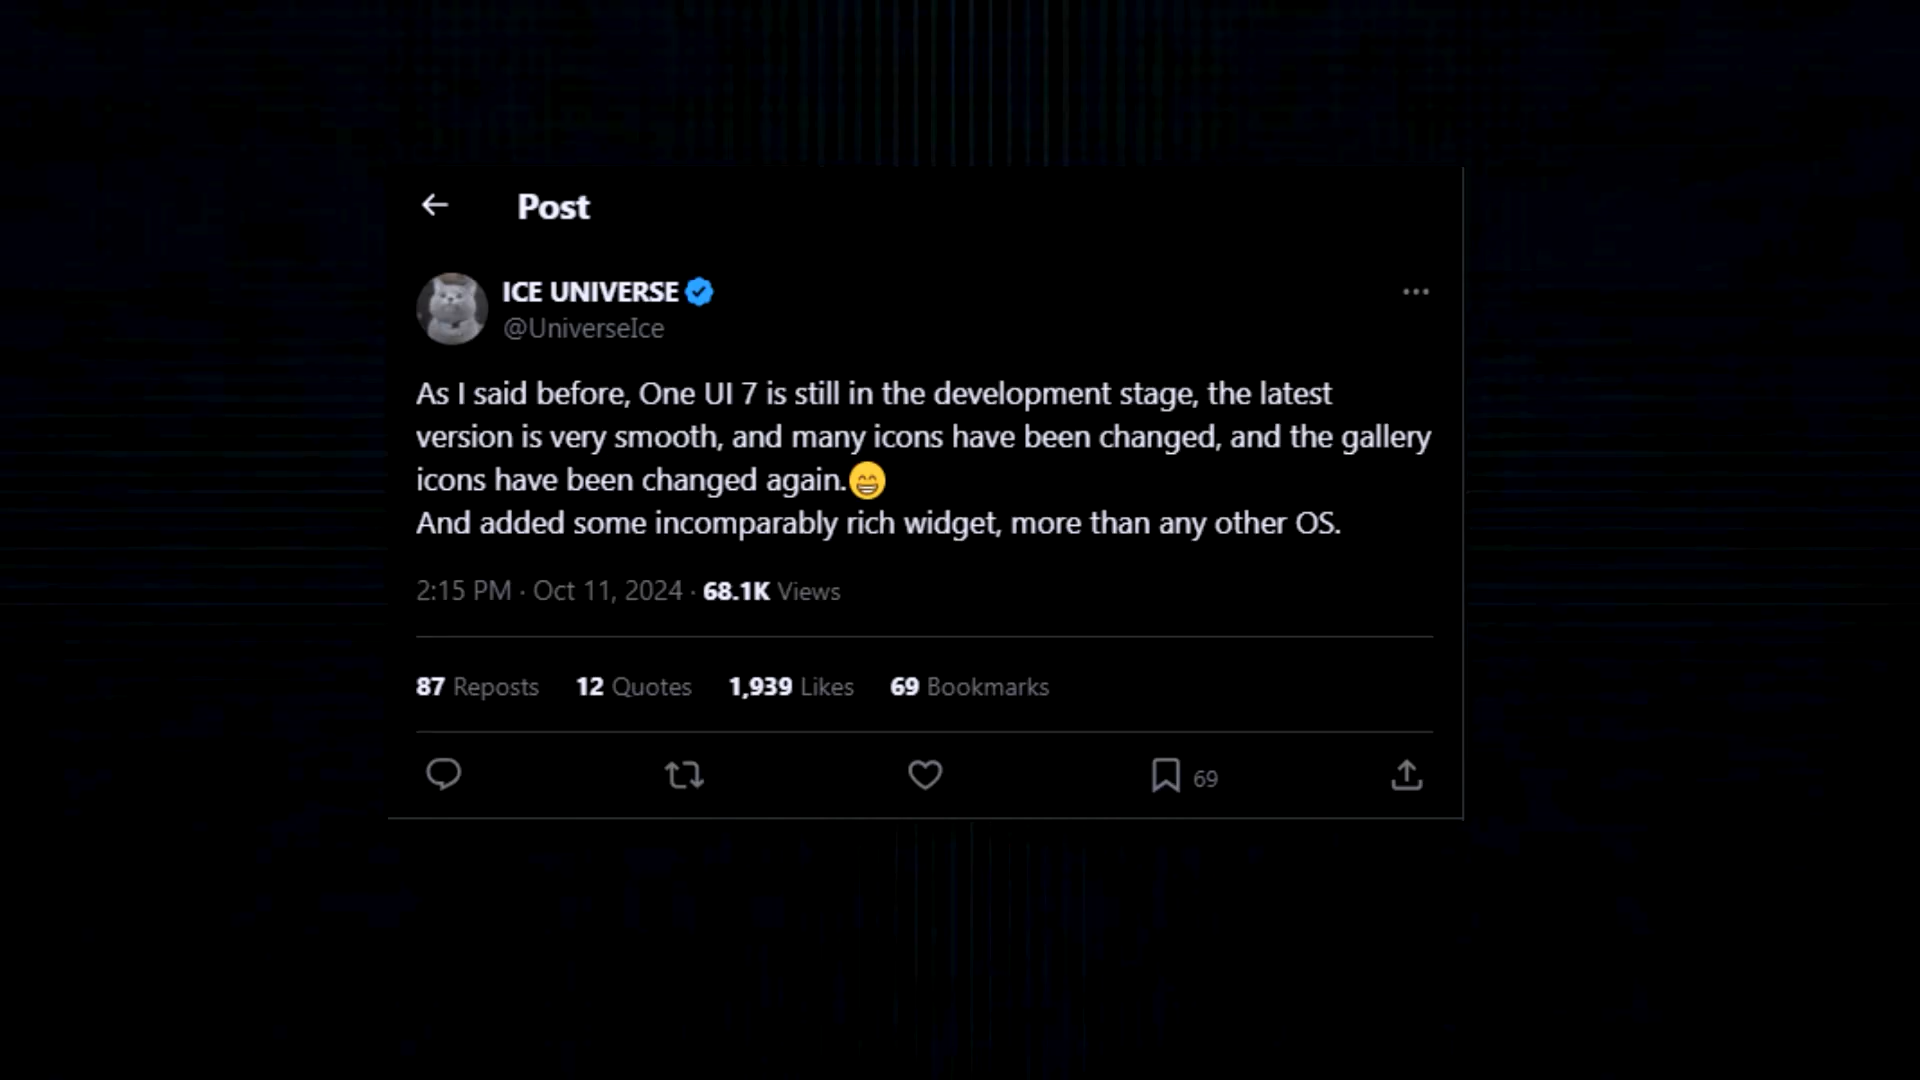 Post
ICE UNIVERSE
@UniverseIce
As I said before, One UI 7 is still in the development stage, the latest
version is very smooth, and many icons have been changed, and the gallery
icons have been changed again.😁
And added some incomparably rich widget, more than any other OS.
2:15 PM · Oct 11, 2024 · 68.1K Views
87 Reposts 12 Quotes 1,939 Likes 69 Bookmarks
69